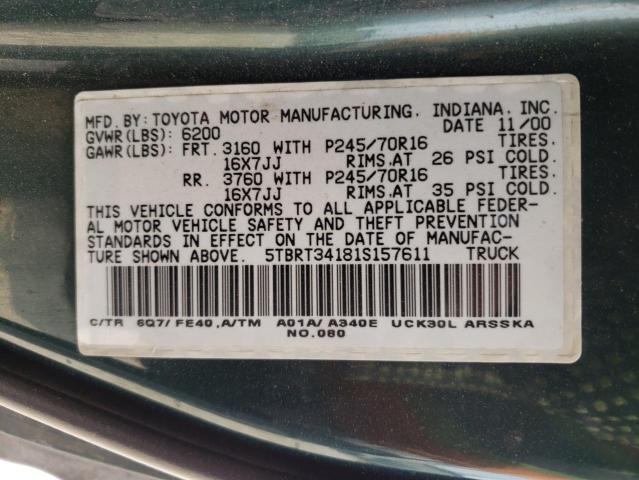 MFD. BY: TOYOTA MOTOR MANUFACTURING, INDIANA, INC.
GVWR(LBS): 6200 DATE 11/00
GAWR(LBS): FRT. 3160 WITH P245/70R16 TIRES.
16X7JJ RIMS.AT 26 PSI COLD.
RR. 3760 WITH P245/70R16 TIRES.
16X7JJ RIMS.AT 35 PSI COLD.
THIS VEHICLE CONFORMS TO ALL APPLICABLE FEDER-
AL MOTOR VEHICLE SAFETY AND THEFT PREVENTION
STANDARDS IN EFFECT ON THE DATE OF MANUFAC-
TURE SHOWN ABOVE. 5TBRT34181S157611 TRUCK
C/TR 6Q7/ FE40 ,A/TM A01A/ A340E UCK30L ARSSKA
NO.080